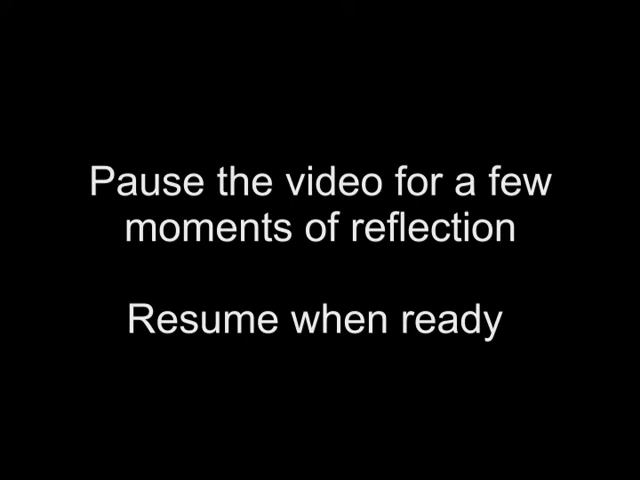 Pause the video for a few
moments of reflection
Resume when ready